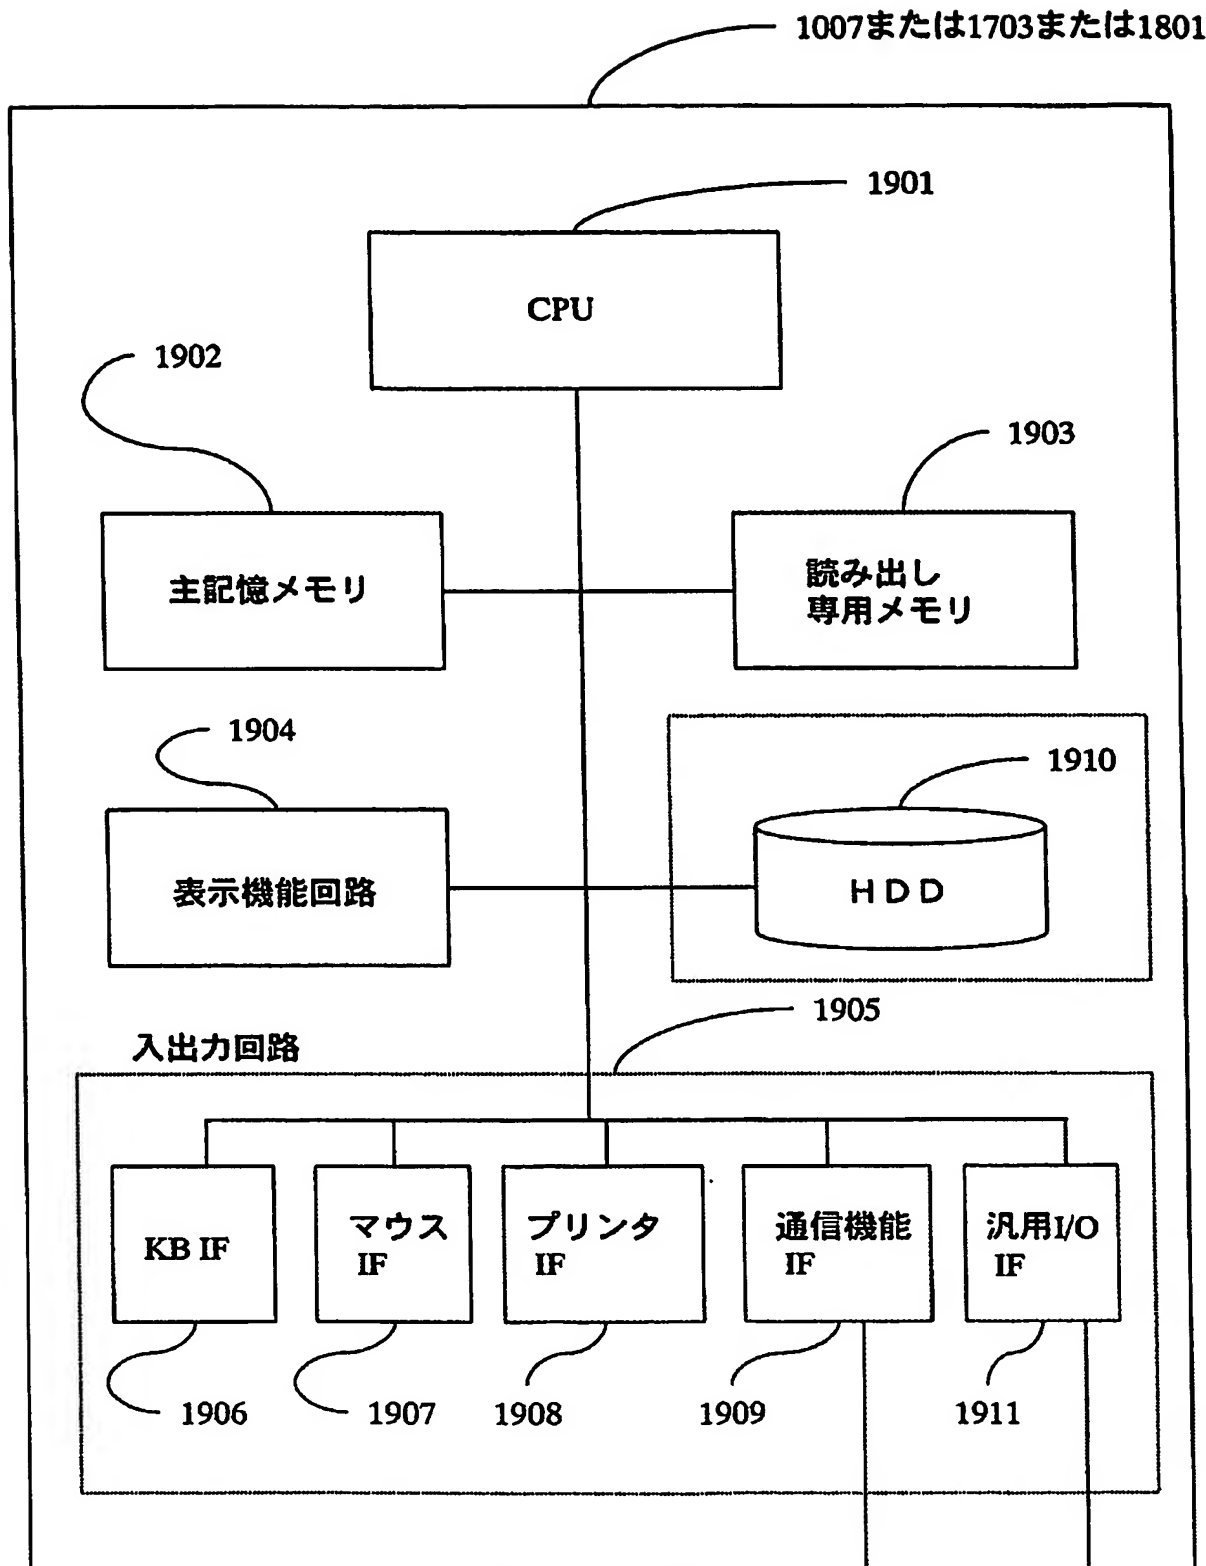 1007または1703または1801
1901
CPU
1902
1903
主記憶メモリ
読み出し
専用メモリ
1904
1910
表示機能回路
ＨＤＤ
1905
入出力回路
KB IF
マウス
IF
プリンタ
IF
通信機能
IF
汎用I/O
IF
1906
1907
1908
1909
1911